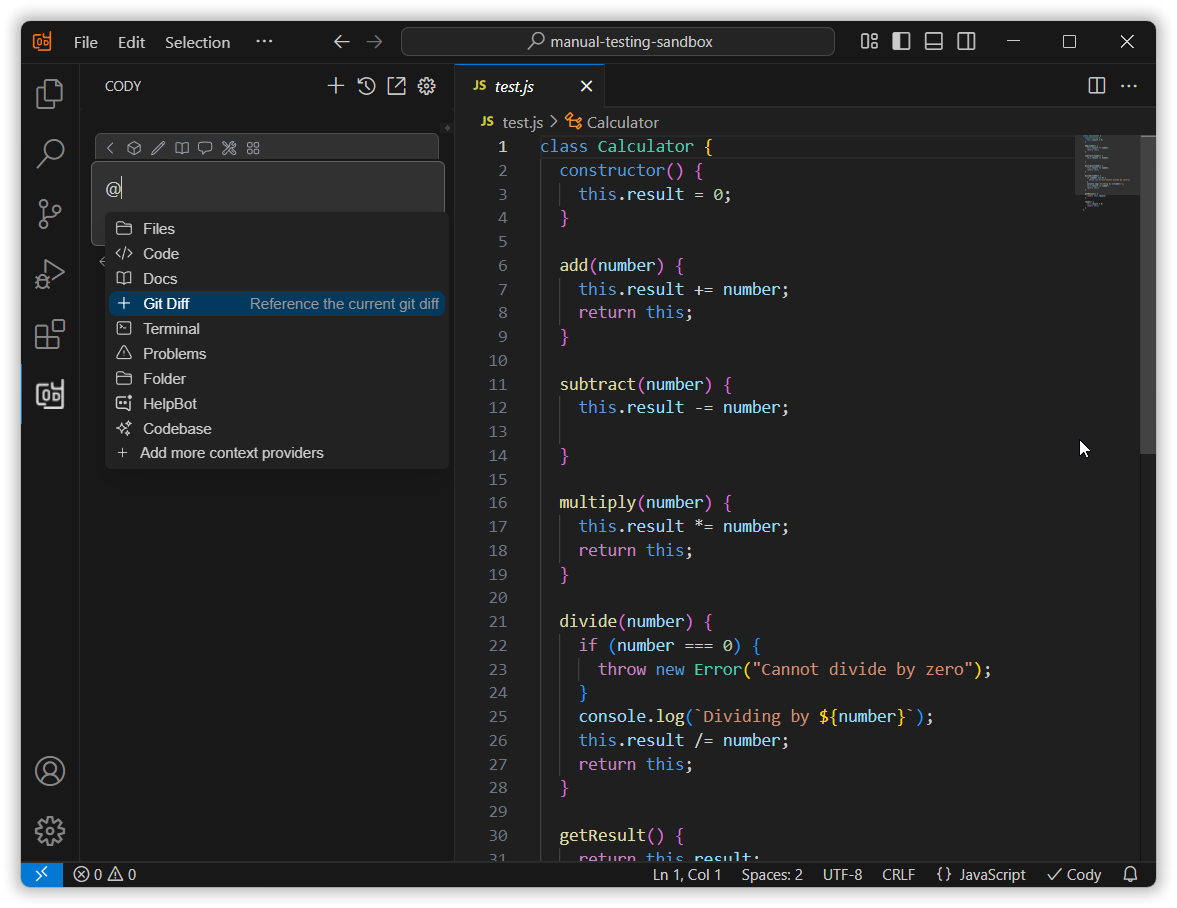 File Edit Selection ··· manual-testing-sandbox
CODY
@
Files
Code
Docs
Git Diff Reference the current git diff
Terminal
Problems
Folder
HelpBot
Codebase
Add more context providers
JS test.js
JS test.js > Calculator
1 class Calculator {
2 constructor() {
3 this.result = 0;
4 }
5
6 add(number) {
7 this.result += number;
8 return this;
9 }
10
11 subtract(number) {
12 this.result -= number;
13
14 }
15
16 multiply(number) {
17 this.result *= number;
18 return this;
19 }
20
21 divide(number) {
22 if (number === 0) {
23 throw new Error("Cannot divide by zero");
24 }
25 console.log(`Dividing by ${number}`);
26 this.result /= number;
27 return this;
28 }
29
30 getResult() {
31 return this.result;
0 0 Ln 1, Col 1 Spaces: 2 UTF-8 CRLF {} JavaScript Cody